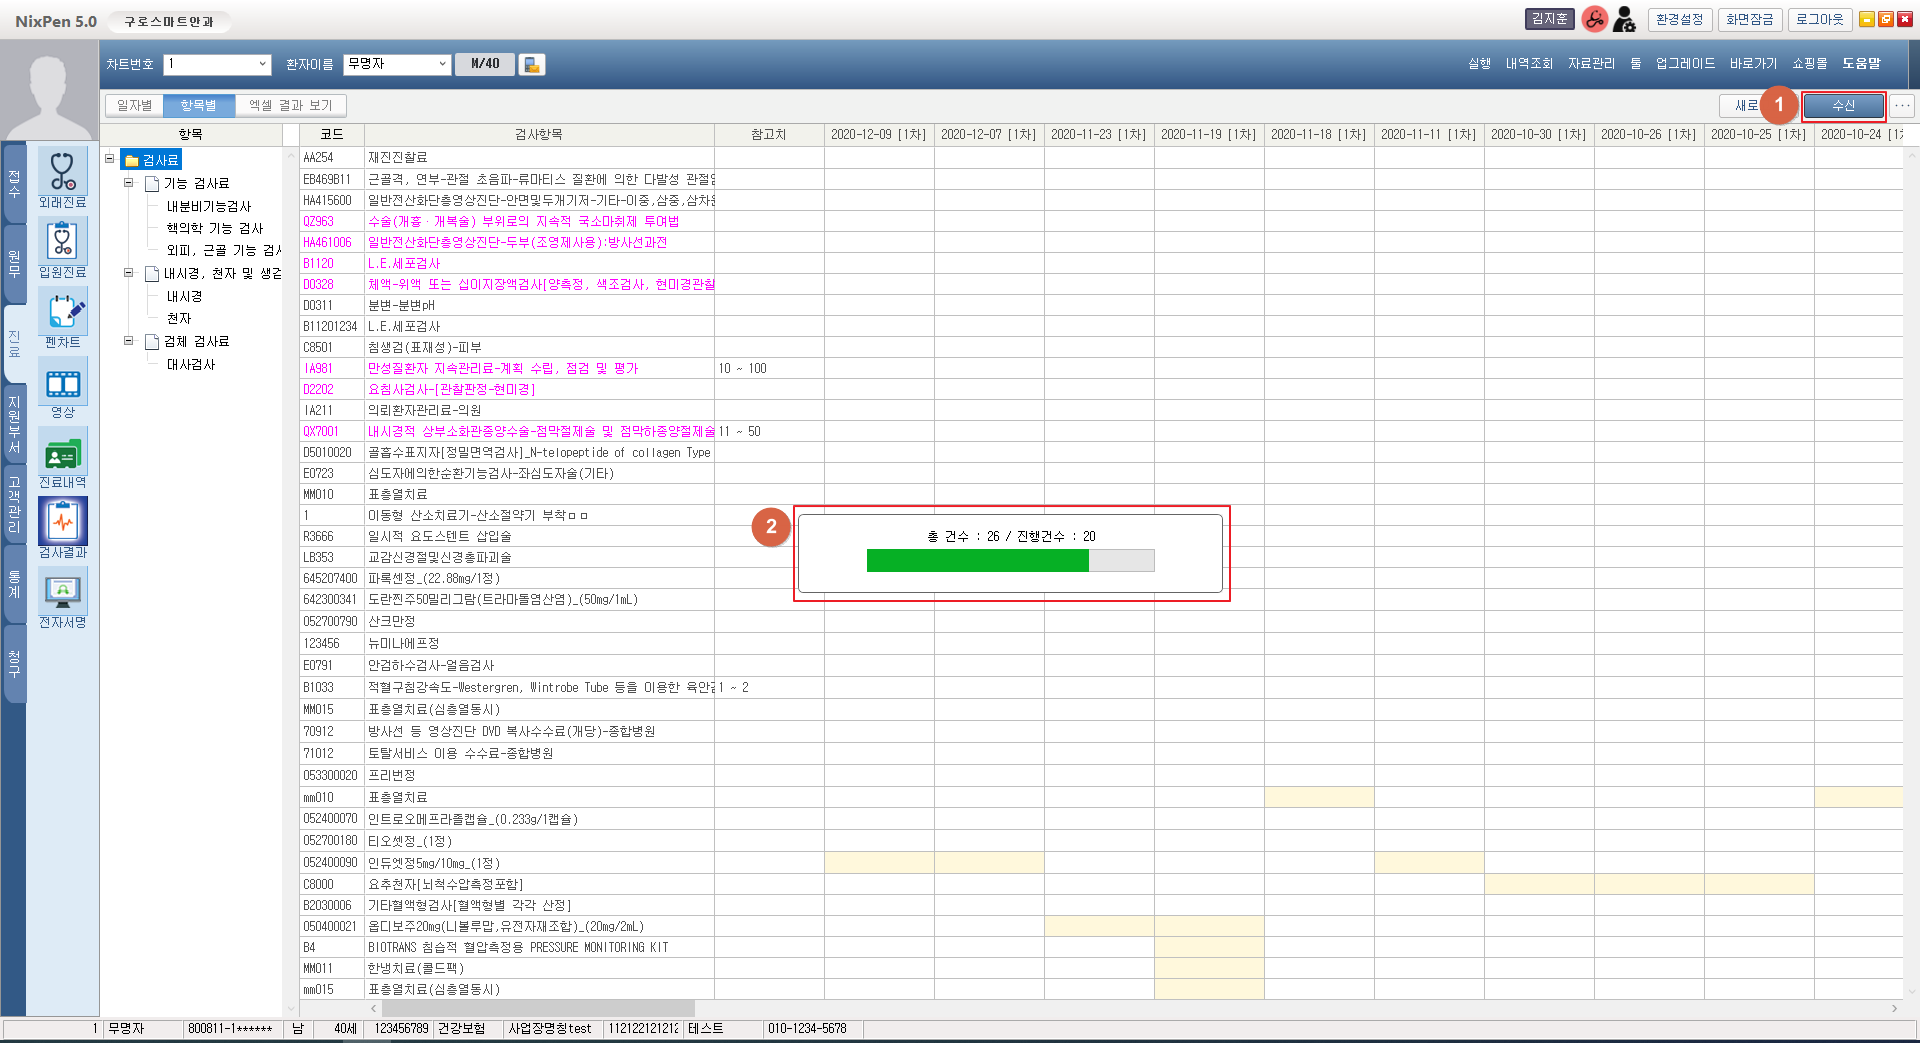 NixPen 5.0 구로스마트안과
김지훈 환경설정 화면잠금 로그아웃
차트번호 1 환자이름 무명자 M/40
실행 내역조회 자료관리 툴 업그레이드 바로가기 쇼핑몰 도움말
일자별 항목별 엑셀 결과 보기
새로 1 수신 ...
접수
원무
진료
지원부서
고객관리
통계
청구
외래진료
입원진료
펜차트
영상
진료내역
검사결과
전자서명
항목
검사료
기능 검사료
내분비기능검사
핵의학 기능 검사
외피, 근골 기능 검사
내시경, 천자 및 생검
내시경
천자
검체 검사료
대사검사
코드 검사항목 참고치 2020-12-09 [1차] 2020-12-07 [1차] 2020-11-23 [1차] 2020-11-19 [1차] 2020-11-18 [1차] 2020-11-11 [1차] 2020-10-30 [1차] 2020-10-26 [1차] 2020-10-25 [1차] 2020-10-24 [1차
AA254 재진진찰료
EB469B11 근골격, 연부-관절 초음파-류마티스 질환에 의한 다발성 관절염
HA415600 일반전산화단층영상진단-안면및두개기저-기타-이중,삼중,삼차원
QZ963 수술(개흉·개복술) 부위로의 지속적 국소마취제 투여법
HA461006 일반전산화단층영상진단-두부(조영제사용):방사선과전
B1120 L.E.세포검사
D0328 체액-위액 또는 십이지장액검사[양측정, 색조검사, 현미경관찰
D0311 분변-분변pH
B11201234 L.E.세포검사
C8501 침생검(표재성)-피부
IA981 만성질환자 지속관리료-계획 수립, 점검 및 평가 10 ~ 100
D2202 요침사검사-[관찰판정-현미경]
IA211 의뢰환자관리료-의원
QX7001 내시경적 상부소화관종양수술-점막절제술 및 점막하종양절제술 11 ~ 50
D5010020 골흡수표지자[정밀면역검사]_N-telopeptide of collagen Type
E0723 심도자에의한순환기능검사-좌심도자술(기타)
MM010 표층열치료
1 이동형 산소치료기-산소절약기 부착ㅁㅁ
R3666 일시적 요도스텐트 삽입술
LB353 교감신경절및신경총파괴술
645207400 파록센정_(22.88mg/1정)
642300341 도란찐주50밀리그람(트라마돌염산염)_(50mg/1mL)
052700790 산크만정
123456 뉴미나에프정
E0791 안검하수검사-얼음검사
B1033 적혈구침강속도-Westergren, Wintrobe Tube 등을 이용한 육안검 1 ~ 2
MM015 표층열치료(심층열동시)
70912 방사선 등 영상진단 DVD 복사수수료(개당)-종합병원
71012 토탈서비스 이용 수수료-종합병원
053300020 프리번정
mm010 표층열치료
052400070 인트로오메프라졸캡슐_(0.233g/1캡슐)
052700180 티오셋정_(1정)
052400090 인듀엣정5mg/10mg_(1정)
C8000 요추천자[뇌척수압측정포함]
B2030006 기타혈액형검사[혈액형별 각각 산정]
050400021 옵디보주20mg(니볼루맙,유전자재조합)_(20mg/2mL)
B4 BIOTRANS 침습적 혈압측정용 PRESSURE MONITORING KIT
MM011 한냉치료(콜드팩)
mm015 표층열치료(심층열동시)
2
총 건수 : 26 / 진행건수 : 20
1 무명자 800811-1****** 남 40세 123456789 건강보험 사업장명칭test 112122121212 테스트 010-1234-5678